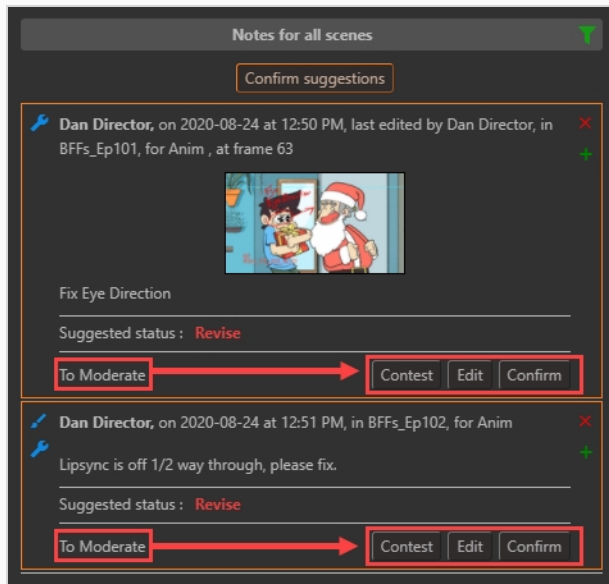 Notes for all scenes
Confirm suggestions
Dan Director, on 2020-08-24 at 12:50 PM, last edited by Dan Director, in
BFFs_Ep101, for Anim , at frame 63
Fix Eye Direction
Suggested status : Revise
To Moderate Contest Edit Confirm
Dan Director, on 2020-08-24 at 12:51 PM, in BFFs_Ep102, for Anim
Lipsync is off 1/2 way through, please fix.
Suggested status : Revise
To Moderate Contest Edit Confirm